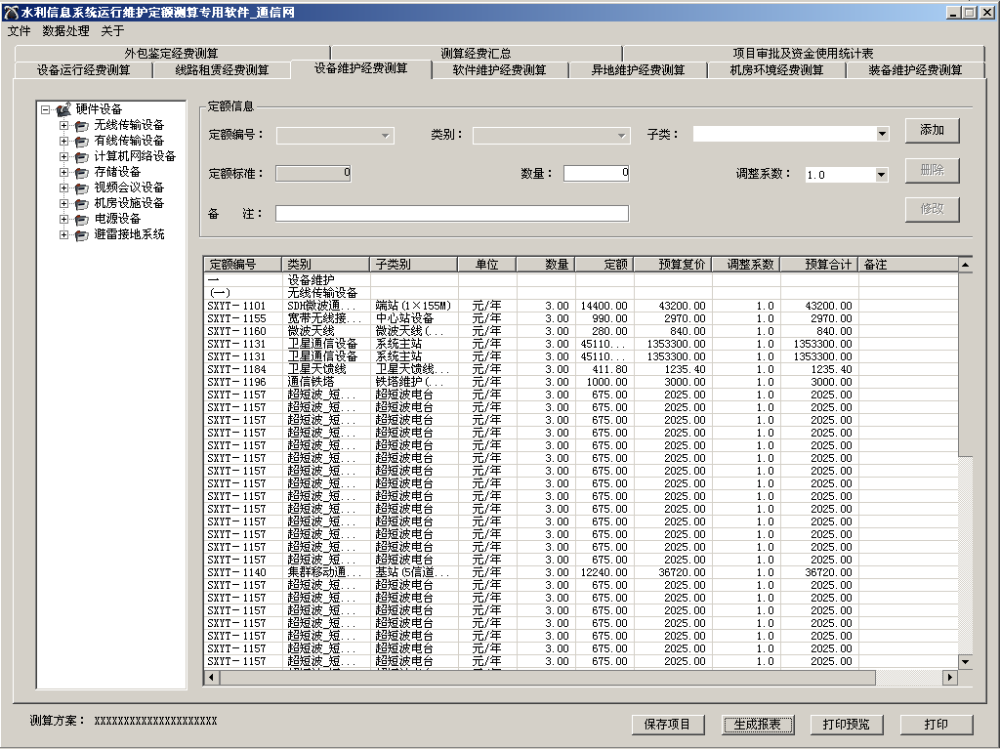 水利信息系统运行维护定额测算专用软件_通信网
文件 数据处理 关于
外包鉴定经费测算 测算经费汇总 项目审批及资金使用统计表
设备运行经费测算 线路租赁经费测算 设备维护经费测算 软件维护经费测算 异地维护经费测算 机房环境经费测算 装备维护经费测算
硬件设备
无线传输设备
有线传输设备
计算机网络设备
存储设备
视频会议设备
机房设施设备
电源设备
避雷接地系统
定额信息
定额编号： 类别： 子类： 添加
定额标准： 0 数量： 0 调整系数： 1.0 删除
备 注： 修改
定额编号 类别 子类别 单位 数量 定额 预算复价 调整系数 预算合计 备注
一 设备维护
(一) 无线传输设备
SXYT-1101 SDH微波通... 端站(1×155M) 元/年 3.00 14400.00 43200.00 1.0 43200.00
SXYT-1155 宽带无线接... 中心站设备 元/年 3.00 990.00 2970.00 1.0 2970.00
SXYT-1160 微波天线 微波天线(... 元/年 3.00 280.00 840.00 1.0 840.00
SXYT-1131 卫星通信设备 系统主站 元/年 3.00 45110... 1353300.00 1.0 1353300.00
SXYT-1131 卫星通信设备 系统主站 元/年 3.00 45110... 1353300.00 1.0 1353300.00
SXYT-1184 卫星天馈线 卫星天馈线... 元/年 3.00 411.80 1235.40 1.0 1235.40
SXYT-1196 通信铁塔 铁塔维护(... 元/年 3.00 1000.00 3000.00 1.0 3000.00
SXYT-1157 超短波_短... 超短波电台 元/年 3.00 675.00 2025.00 1.0 2025.00
SXYT-1157 超短波_短... 超短波电台 元/年 3.00 675.00 2025.00 1.0 2025.00
SXYT-1157 超短波_短... 超短波电台 元/年 3.00 675.00 2025.00 1.0 2025.00
SXYT-1157 超短波_短... 超短波电台 元/年 3.00 675.00 2025.00 1.0 2025.00
SXYT-1157 超短波_短... 超短波电台 元/年 3.00 675.00 2025.00 1.0 2025.00
SXYT-1157 超短波_短... 超短波电台 元/年 3.00 675.00 2025.00 1.0 2025.00
SXYT-1157 超短波_短... 超短波电台 元/年 3.00 675.00 2025.00 1.0 2025.00
SXYT-1157 超短波_短... 超短波电台 元/年 3.00 675.00 2025.00 1.0 2025.00
SXYT-1157 超短波_短... 超短波电台 元/年 3.00 675.00 2025.00 1.0 2025.00
SXYT-1157 超短波_短... 超短波电台 元/年 3.00 675.00 2025.00 1.0 2025.00
SXYT-1157 超短波_短... 超短波电台 元/年 3.00 675.00 2025.00 1.0 2025.00
SXYT-1157 超短波_短... 超短波电台 元/年 3.00 675.00 2025.00 1.0 2025.00
SXYT-1157 超短波_短... 超短波电台 元/年 3.00 675.00 2025.00 1.0 2025.00
SXYT-1157 超短波_短... 超短波电台 元/年 3.00 675.00 2025.00 1.0 2025.00
SXYT-1140 集群移动通... 基站(5信道... 元/年 3.00 12240.00 36720.00 1.0 36720.00
SXYT-1157 超短波_短... 超短波电台 元/年 3.00 675.00 2025.00 1.0 2025.00
SXYT-1157 超短波_短... 超短波电台 元/年 3.00 675.00 2025.00 1.0 2025.00
SXYT-1157 超短波_短... 超短波电台 元/年 3.00 675.00 2025.00 1.0 2025.00
SXYT-1157 超短波_短... 超短波电台 元/年 3.00 675.00 2025.00 1.0 2025.00
SXYT-1157 超短波_短... 超短波电台 元/年 3.00 675.00 2025.00 1.0 2025.00
SXYT-1157 超短波_短... 超短波电台 元/年 3.00 675.00 2025.00 1.0 2025.00
SXYT-1157 超短波_短... 超短波电台 元/年 3.00 675.00 2025.00 1.0 2025.00
测算方案： XXXXXXXXXXXXXXXXXXXXX 保存项目 生成报表 打印预览 打印